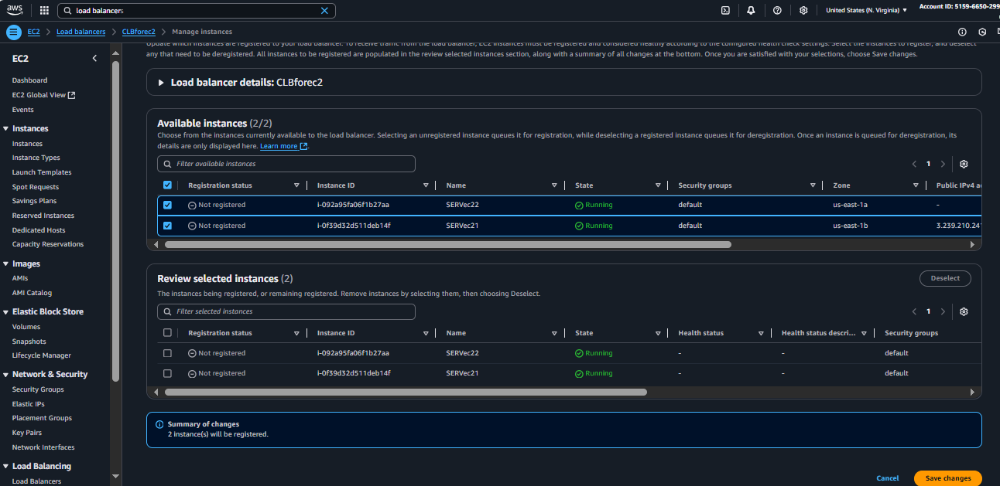 aws
load balancers
United States (N. Virginia) ▼
Account ID: 5159-6650-299
EC2 > Load balancers > CLBforec2 > Manage instances
EC2
Dashboard
EC2 Global View
Events
Instances
Instances
Instance Types
Launch Templates
Spot Requests
Savings Plans
Reserved Instances
Dedicated Hosts
Capacity Reservations
Images
AMIs
AMI Catalog
Elastic Block Store
Volumes
Snapshots
Lifecycle Manager
Network & Security
Security Groups
Elastic IPs
Placement Groups
Key Pairs
Network Interfaces
Load Balancing
Load Balancers
Update which instances are registered to your load balancer. To receive traffic from the load balancer, EC2 instances must be registered and considered healthy according to the configured health check settings. Select the instances to register, and deselect
any that need to be deregistered. All instances to be registered are populated in the review selected instances section, along with a summary of all changes at the bottom. Once you are satisfied with your selections, choose Save changes.
Load balancer details: CLBforec2
Available instances (2/2)
Choose from the instances currently available to the load balancer. Selecting an unregistered instance queues it for registration, while deselecting a registered instance queues it for deregistration. Once an instance is queued for deregistration, its
details are only displayed here. Learn more.
Filter available instances
1
Registration status Instance ID Name State Security groups Zone Public IPv4 a
Not registered i-092a95fa06f1b27aa SERVec22 Running default us-east-1a -
Not registered i-0f39d32d511deb14f SERVec21 Running default us-east-1b 3.239.210.241
Review selected instances (2)
Deselect
The instances being registered, or remaining registered. Remove instances by selecting them, then choosing Deselect.
Filter selected instances
1
Registration status Instance ID Name State Health status Health status descri... Security groups
Not registered i-092a95fa06f1b27aa SERVec22 Running - - default
Not registered i-0f39d32d511deb14f SERVec21 Running - - default
Summary of changes
2 instance(s) will be registered.
Cancel
Save changes